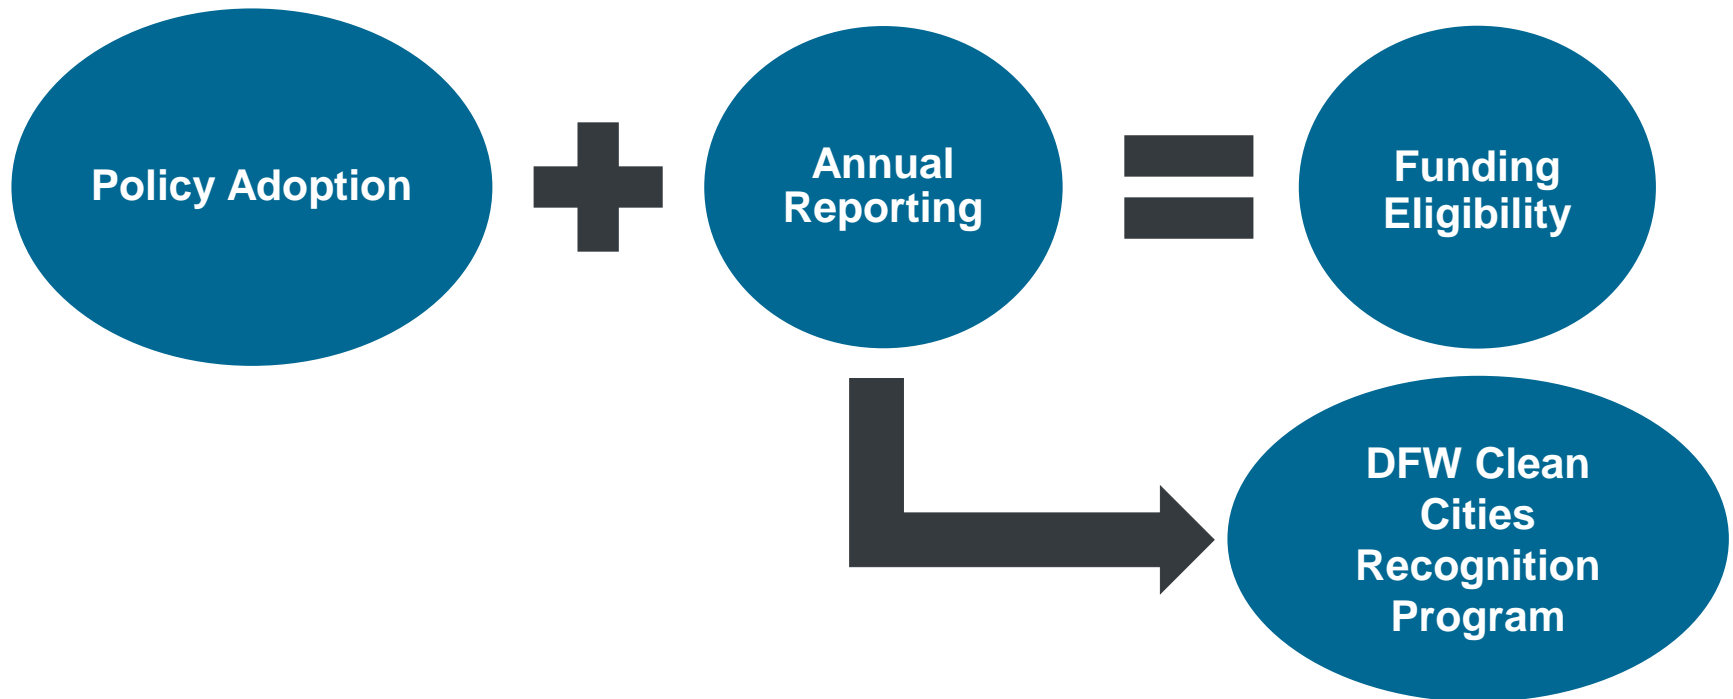 Policy Adoption
Annual
Reporting
Funding
Eligibility
DFW Clean
Cities
Recognition
Program